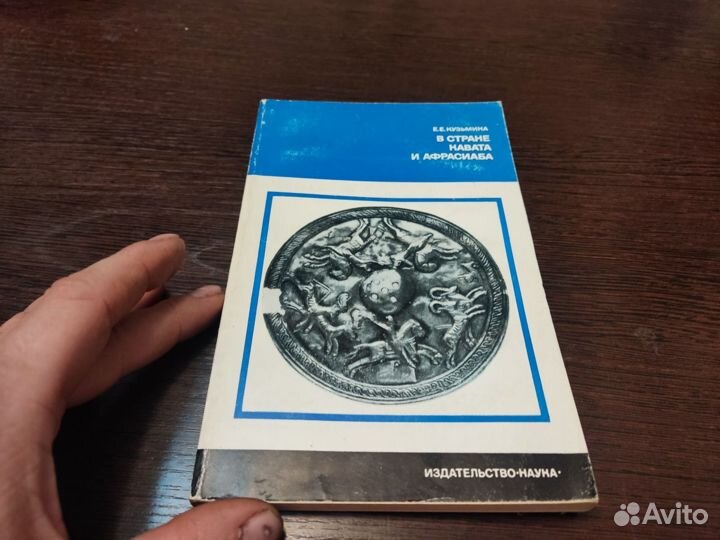 Е.Е. КУЗЬМИНА
В СТРАНЕ
КАВАТА
И АФРАСИАБА
ИЗДАТЕЛЬСТВО·НАУКА·
Avito